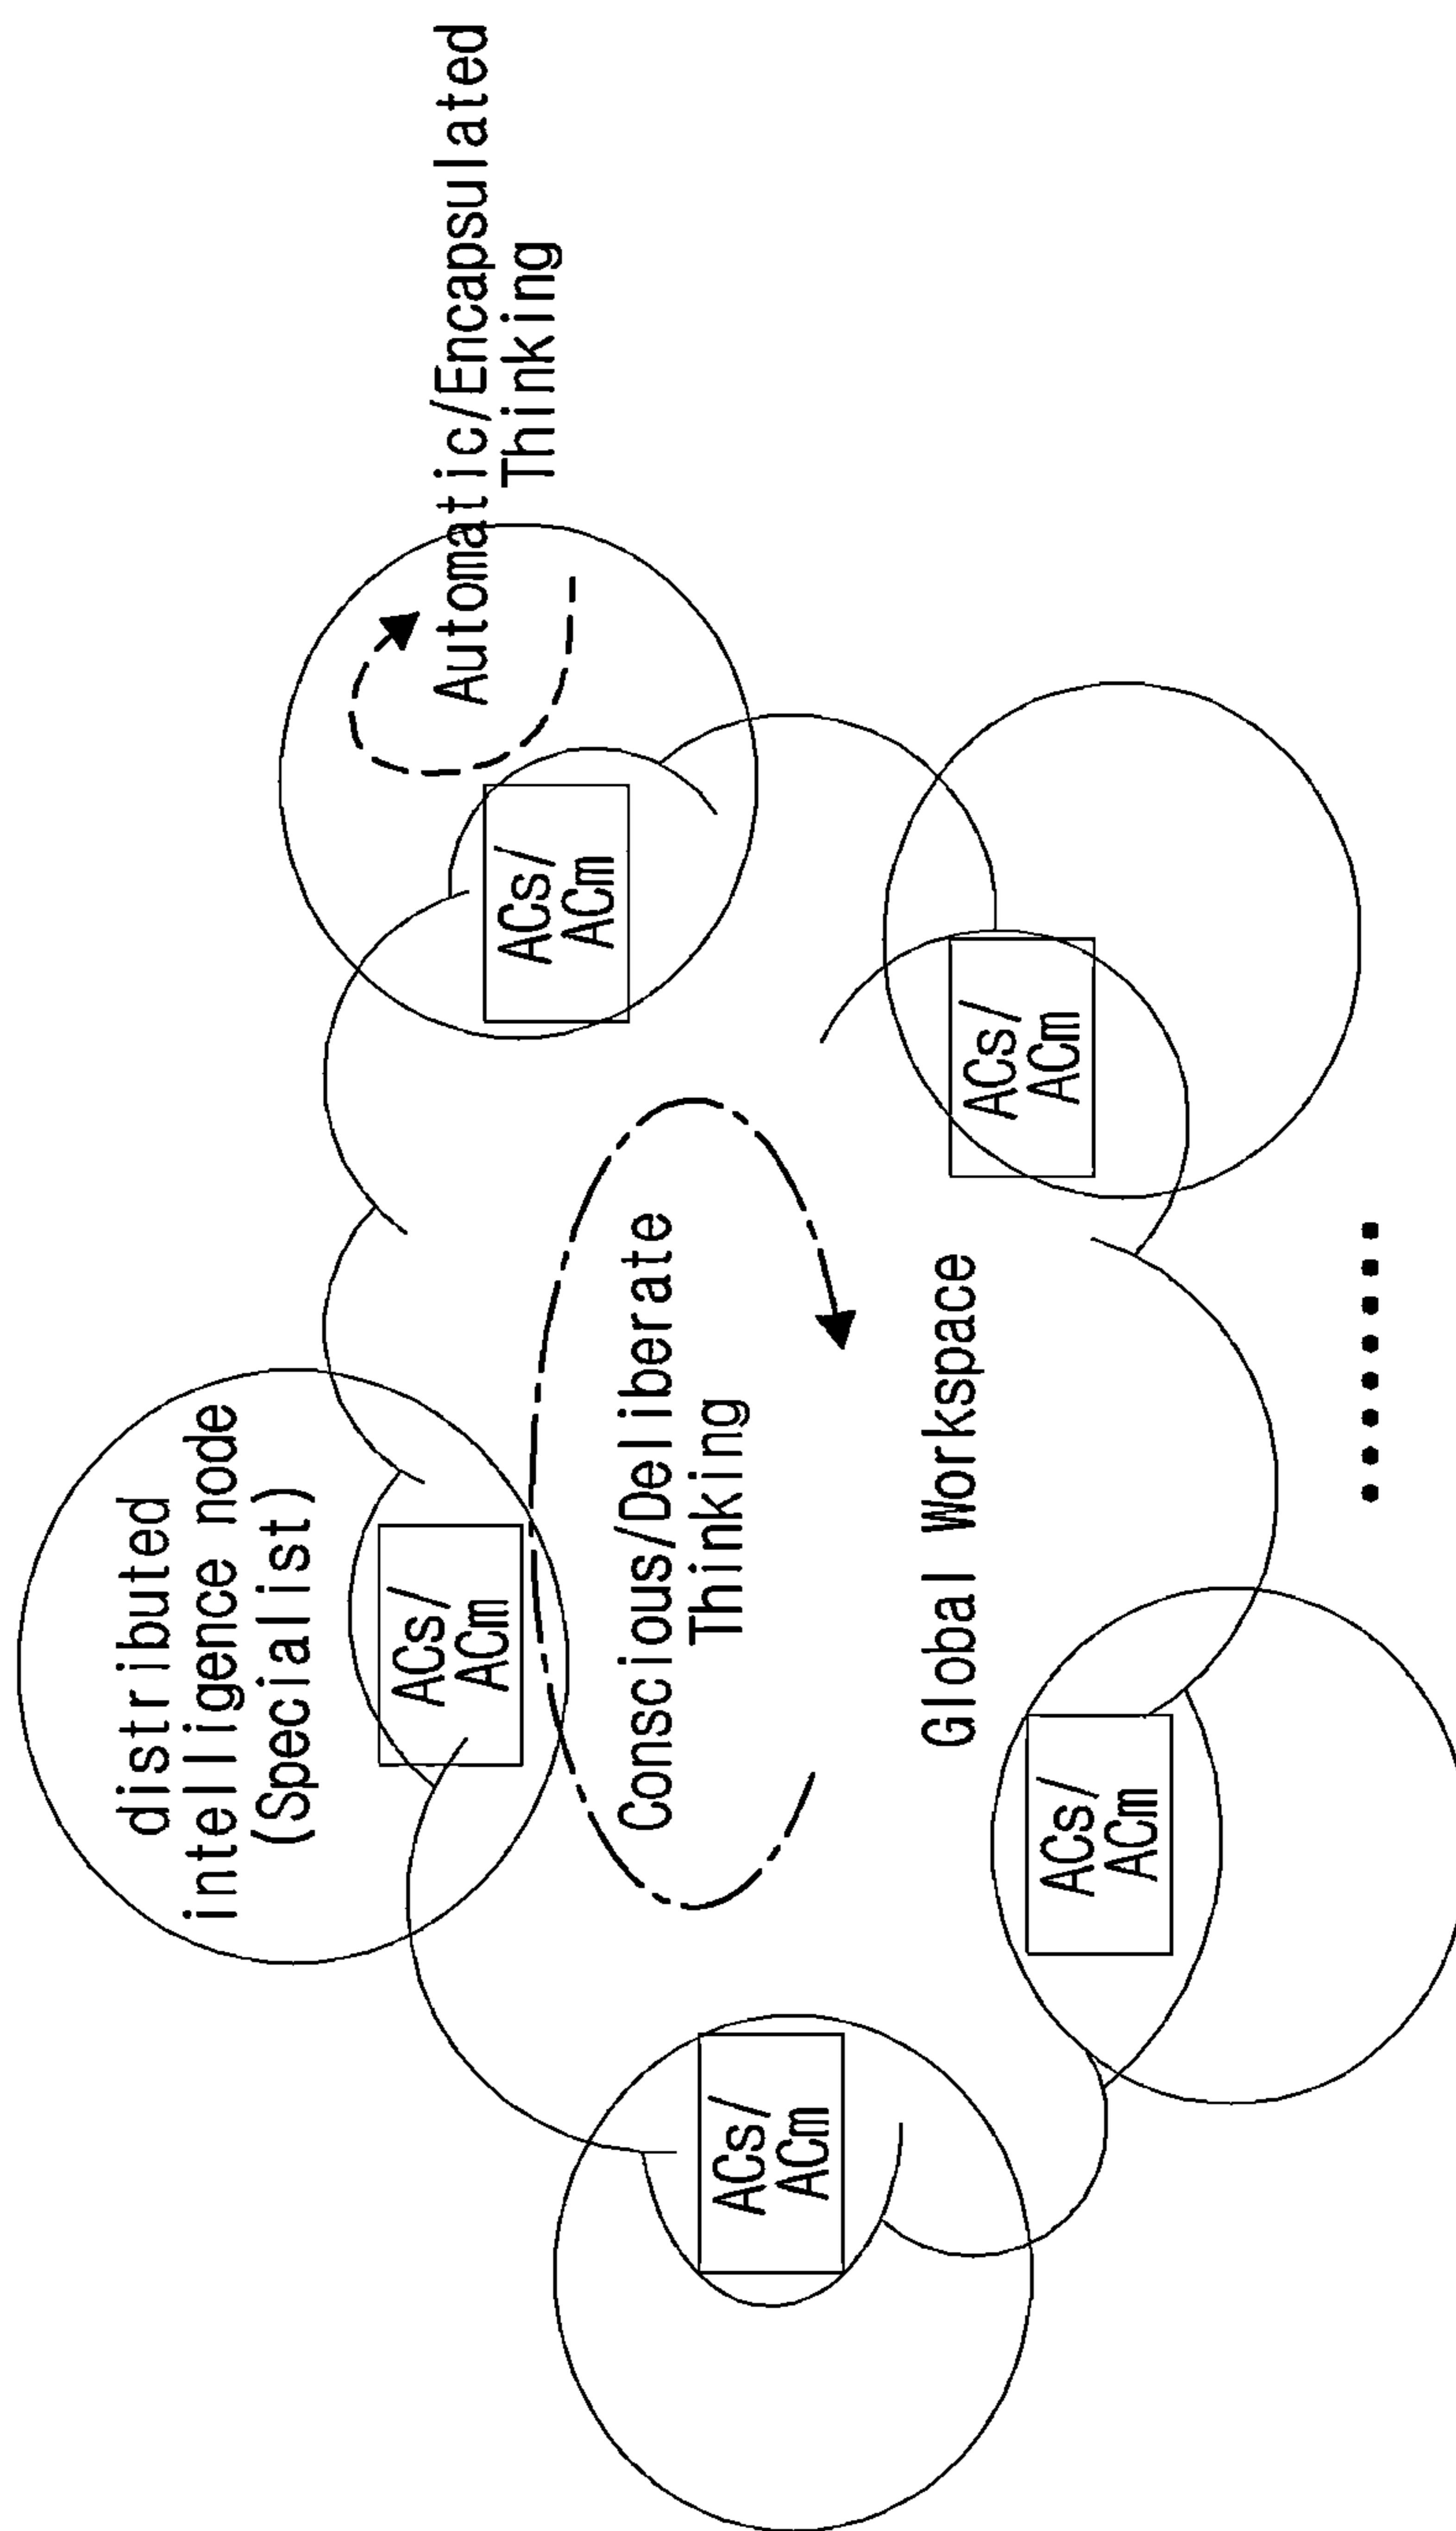 distributed
intelligence node
(Specialist)
ACs/
ACm
Automatic/Encapsulated
Thinking
ACs/
ACm
Conscious/Deliberate
Thinking
ACs/
ACm
Global Workspace
ACs/
ACm
ACs/
ACm